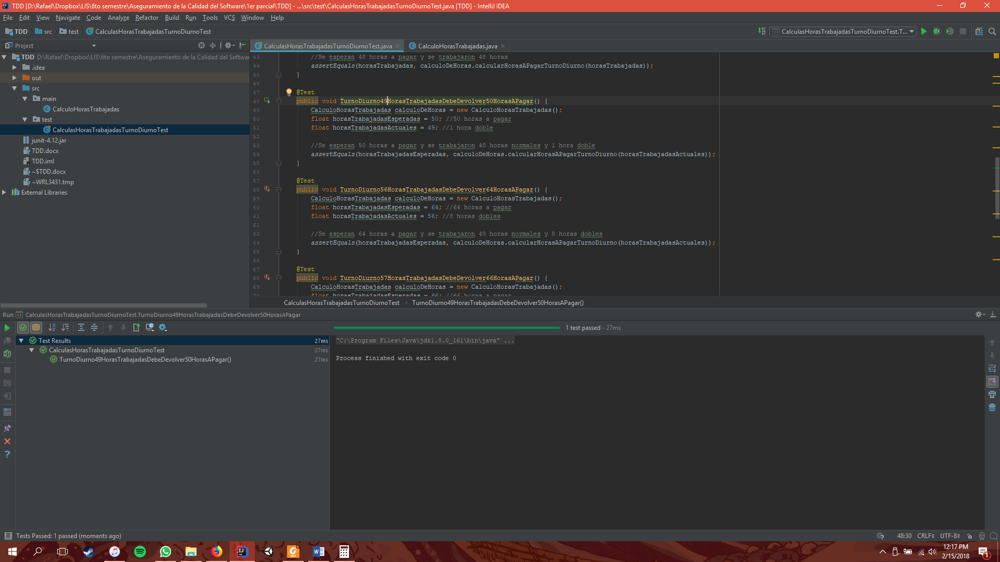 TDD [D:\Rafael\Dropbox\LIS\6to semestre\Aseguramiento de la Calidad del Software\1er parcial\TDD] - ...\src\test\CalculasHorasTrabajadasTurnoDiurnoTest.java [TDD] - IntelliJ IDEA
File Edit View Navigate Code Analyze Refactor Build Run Tools VCS Window Help
TDD src test CalculasHorasTrabajadasTurnoDiurnoTest
CalculasHorasTrabajadasTurnoDiurnoTest.T...
Project
TDD D:\Rafael\Dropbox\LIS\6to semestre\Aseguramiento de la Calidad del Softwar
.idea
out
src
main
CalculoHorasTrabajadas
test
CalculasHorasTrabajadasTurnoDiurnoTest
junit-4.12.jar
TDD.docx
TDD.iml
~$TDD.docx
~WRL3431.tmp
External Libraries
CalculasHorasTrabajadasTurnoDiurnoTest.java CalculoHorasTrabajadas.java
43 //Se esperan 48 horas a pagar y se trabajaron 48 horas
44 assertEquals(horasTrabajadas, calculoDeHoras.calcularHorasAPagarTurnoDiurno(horasTrabajadas));
45 }
46
47 @Test
48 public void TurnoDiurno49HorasTrabajadasDebeDevolver50HorasAPagar() {
49 CalculoHorasTrabajadas calculoDeHoras = new CalculoHorasTrabajadas();
50 float horasTrabajadasEsperadas = 50; //50 horas a pagar
51 float horasTrabajadasActuales = 49; //1 hora doble
52
53 //Se esperan 50 horas a pagar y se trabajaron 48 horas normales y 1 hora doble
54 assertEquals(horasTrabajadasEsperadas, calculoDeHoras.calcularHorasAPagarTurnoDiurno(horasTrabajadasActuales));
55 }
56
57 @Test
58 public void TurnoDiurno56HorasTrabajadasDebeDevolver64HorasAPagar() {
59 CalculoHorasTrabajadas calculoDeHoras = new CalculoHorasTrabajadas();
60 float horasTrabajadasEsperadas = 64; //64 horas a pagar
61 float horasTrabajadasActuales = 56; //8 horas dobles
62
63 //Se esperan 64 horas a pagar y se trabajaron 48 horas normales y 8 horas dobles
64 assertEquals(horasTrabajadasEsperadas, calculoDeHoras.calcularHorasAPagarTurnoDiurno(horasTrabajadasActuales));
65 }
66
67 @Test
68 public void TurnoDiurno57HorasTrabajadasDebeDevolver66HorasAPagar() {
69 CalculoHorasTrabajadas calculoDeHoras = new CalculoHorasTrabajadas();
70 float horasTrabajadasEsperadas = 66; //66 horas a pagar
CalculasHorasTrabajadasTurnoDiurnoTest TurnoDiurno49HorasTrabajadasDebeDevolver50HorasAPagar()
Run CalculasHorasTrabajadasTurnoDiurnoTest.TurnoDiurno49HorasTrabajadasDebeDevolver50HorasAPagar
1 test passed - 27ms
Test Results 27ms
CalculasHorasTrabajadasTurnoDiurnoTest 27ms
TurnoDiurno49HorasTrabajadasDebeDevolver50HorasAPagar() 27ms
"C:\Program Files\Java\jdk1.8.0_161\bin\java" ...
Process finished with exit code 0
Tests Passed: 1 passed (moments ago)
48:30 CRLF UTF-8
12:17 PM
2/15/2018
1